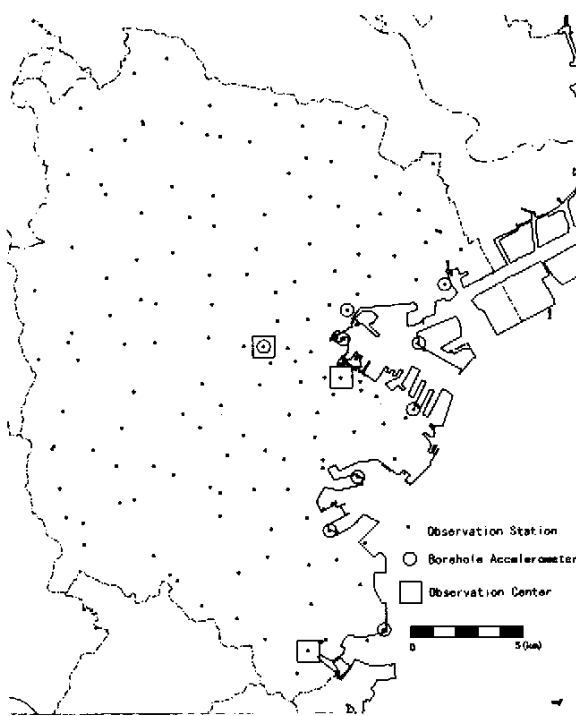 Observation Station
Borehole Accelerometer
Observation Center
0 5(km)